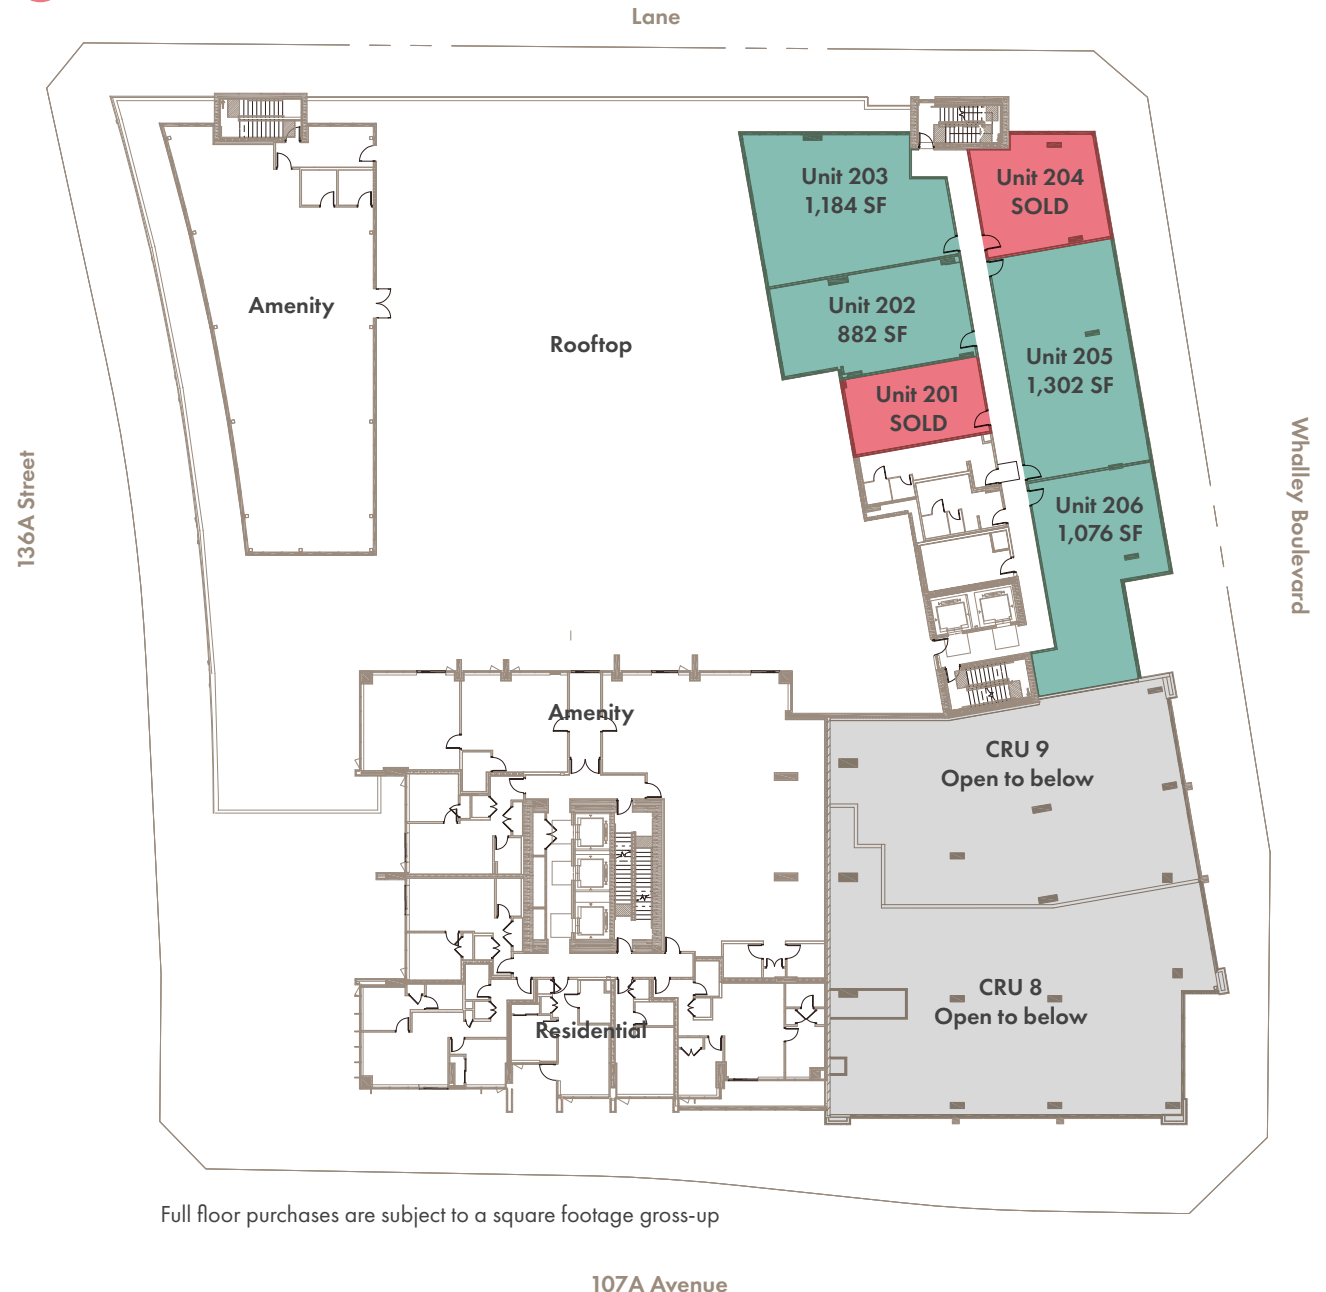 Lane
Unit 203
1,184 SF
Unit 204
SOLD
Amenity
Unit 202
882 SF
Rooftop
Unit 205
1,302 SF
Unit 201
SOLD
136A Street
Whalley Boulevard
Unit 206
1,076 SF
Amenity
CRU 9
Open to below
CRU 8
Open to below
Residential
Full floor purchases are subject to a square footage gross-up
107A Avenue